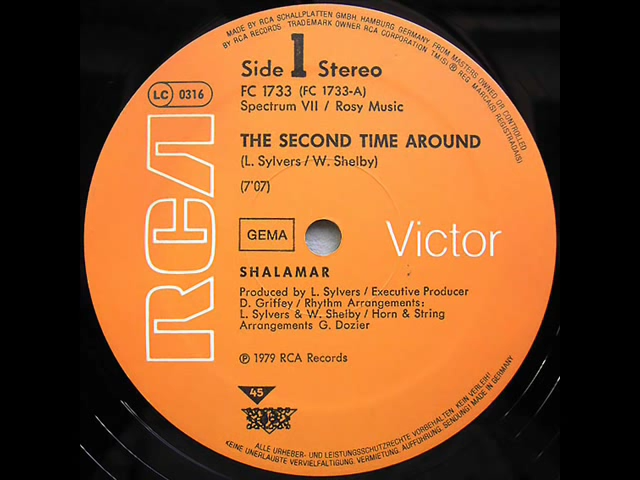 MADE BY RCA SCHALLPLATTEN GMBH, HAMBURG, GERMANY, FROM MASTERS OWNED OR CONTROLLED
BY RCA RECORDS TRADEMARK OWNER RCA CORPORATION TM(S) ® REG MARCA(S) REGISTRADA(S)
Side 1 Stereo
FC 1733 (FC 1733-A)
Spectrum VII / Rosy Music
LC 0316
THE SECOND TIME AROUND
(L. Sylvers / W. Shelby)
(7'07)
RCA
GEMA
Victor
SHALAMAR
Produced by L. Sylvers / Executive Producer
D. Griffey / Rhythm Arrangements:
L. Sylvers & W. Shelby / Horn & String
Arrangements G. Dozier
℗ 1979 RCA Records
45
ALLE URHEBER- UND LEISTUNGSSCHUTZRECHTE VORBEHALTEN. KEIN VERLEIH!
KEINE UNERLAUBTE VERVIELFÄLTIGUNG, VERMIETUNG, AUFFÜHRUNG, SENDUNG! MADE IN GERMANY